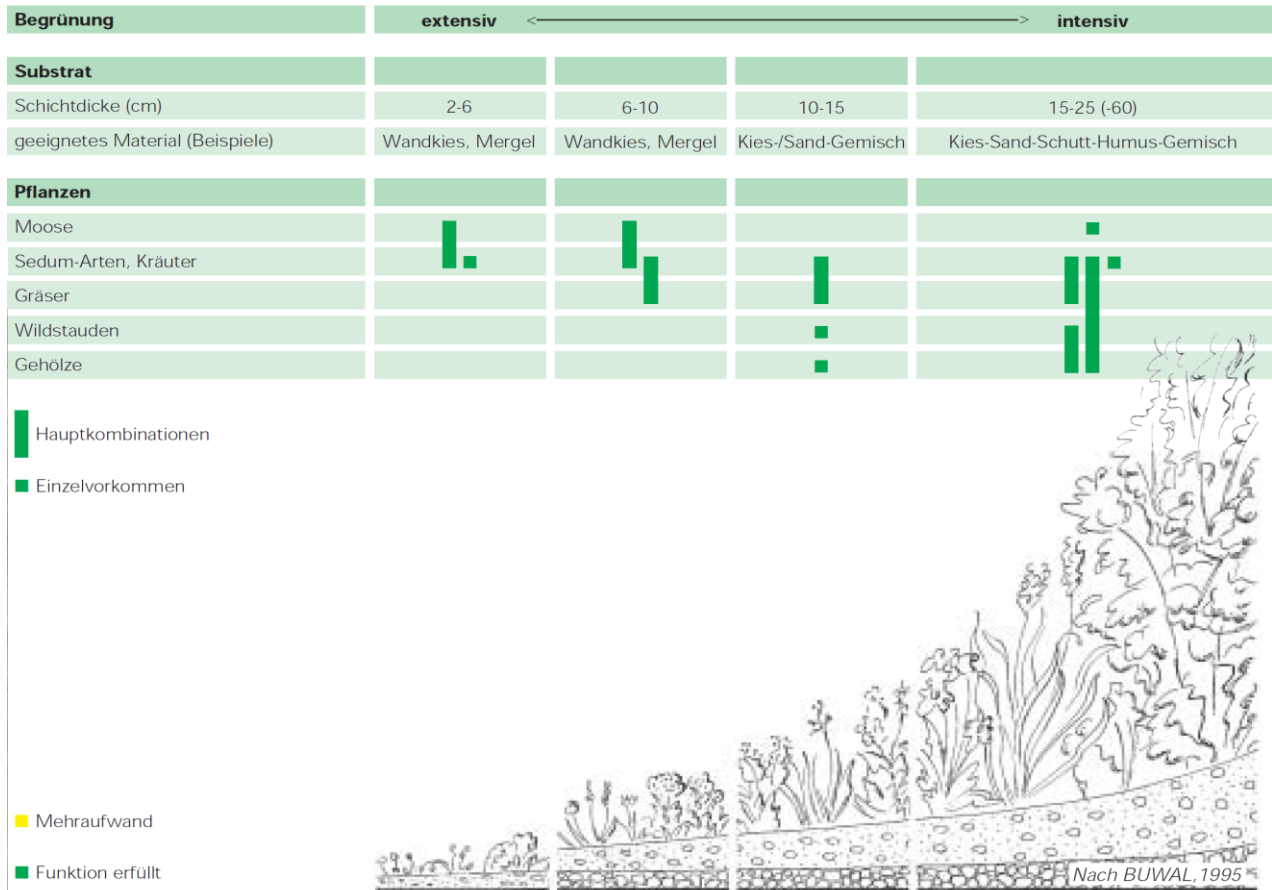 Begrünung extensiv <-----------------> intensiv
Substrat
Schichtdicke (cm) 2-6 6-10 10-15 15-25 (-60)
geeignetes Material (Beispiele) Wandkies, Mergel Wandkies, Mergel Kies-/Sand-Gemisch Kies-Sand-Schutt-Humus-Gemisch
Pflanzen
Moose
Sedum-Arten, Kräuter
Gräser
Wildstauden
Gehölze
Hauptkombinationen
Einzelvorkommen
Mehraufwand
Funktion erfüllt
Nach BUWAL,1995